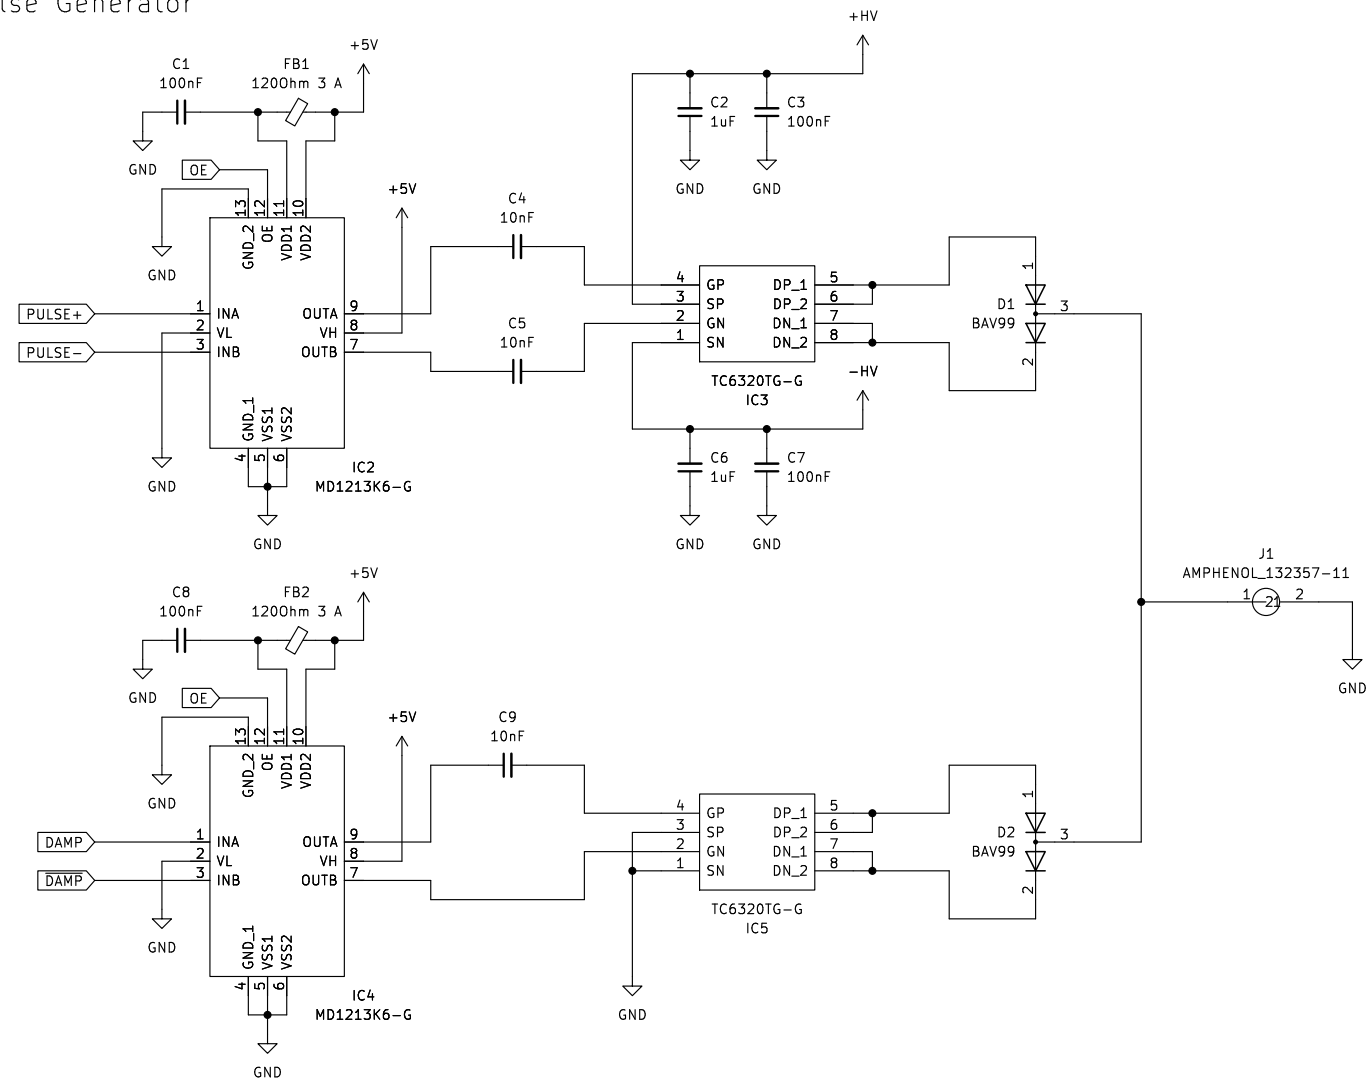 lse Generator
+HV
+5V
C1
100nF
FB1
120Ohm 3 A
C2
1uF
C3
100nF
GND
OE
GND
GND
+5V
C4
10nF
13
12
11
10
GND_2
OE
VDD1
VDD2
GND
PULSE+
PULSE-
1
2
3
INA
VL
INB
OUTA
VH
OUTB
9
8
7
C5
10nF
4
3
2
1
GP
SP
GN
SN
DP_1
DP_2
DN_1
DN_2
5
6
7
8
TC6320TG-G
IC3
1
D1
BAV99
3
2
-HV
GND_1
VSS1
VSS2
4
5
6
GND
IC2
MD1213K6-G
C6
1uF
C7
100nF
GND
GND
GND
J1
AMPHENOL_132357-11
1
21
2
GND
+5V
C8
100nF
FB2
120Ohm 3 A
GND
OE
+5V
C9
10nF
13
12
11
10
GND_2
OE
VDD1
VDD2
GND
DAMP
DAMP
1
2
3
INA
VL
INB
OUTA
VH
OUTB
9
8
7
4
3
2
1
GP
SP
GN
SN
DP_1
DP_2
DN_1
DN_2
5
6
7
8
TC6320TG-G
IC5
1
D2
BAV99
3
2
GND
GND_1
VSS1
VSS2
4
5
6
IC4
MD1213K6-G
GND
GND